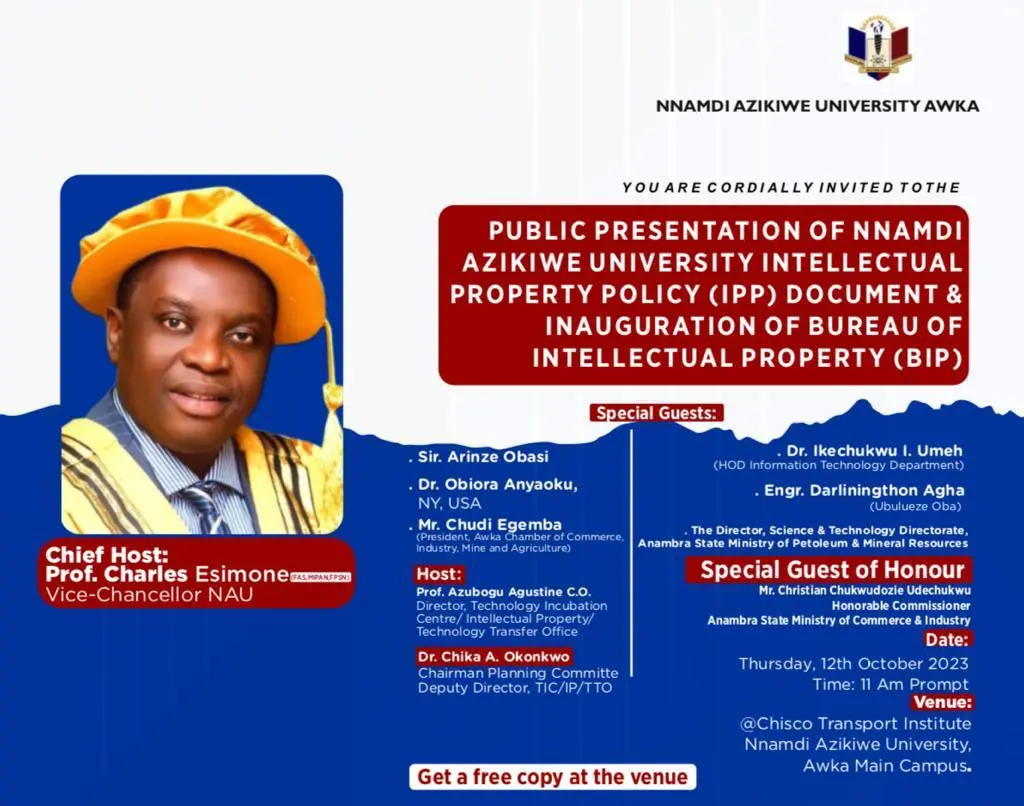 NNAMDI AZIKIWE UNIVERSITY AWKA
YOU ARE CORDIALLY INVITED TOTHE
PUBLIC PRESENTATION OF NNAMDI
AZIKIWE UNIVERSITY INTELLECTUAL
PROPERTY POLICY (IPP) DOCUMENT &
INAUGURATION OF BUREAU OF
INTELLECTUAL PROPERTY (BIP)
Special Guests:
. Sir. Arinze Obasi
. Dr. Obiora Anyaoku,
NY, USA
. Mr. Chudi Egemba
(President, Awka Chamber of Commerce,
Industry, Mine and Agriculture)
Host:
Prof. Azubogu Agustine C.O.
Director, Technology Incubation
Centre/ Intellectual Property/
Technology Transfer Office
Dr. Chika A. Okonkwo
Chairman Planning Committe
Deputy Director, TIC/IP/TTO
. Dr. Ikechukwu I. Umeh
(HOD Information Technology Department)
. Engr. Darliningthon Agha
(Ubulueze Oba)
. The Director, Science & Technology Directorate,
Anambra State Ministry of Petoleum & Mineral Resources
Special Guest of Honour
Mr. Christian Chukwudozie Udechukwu
Honorable Commissioner
Anambra State Ministry of Commerce & Industry
Date:
Thursday, 12th October 2023
Time: 11 Am Prompt
Venue:
@Chisco Transport Institute
Nnamdi Azikiwe University,
Awka Main Campus.
Chief Host:
Prof. Charles Esimone (FAS,MIPAN,FPSN)
Vice-Chancellor NAU
Get a free copy at the venue